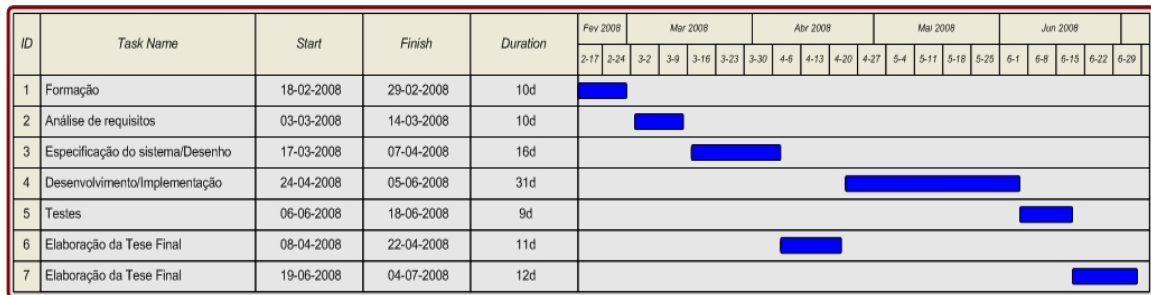 ID Task Name Start Finish Duration Fev 2008 Mar 2008 Abr 2008 Mai 2008 Jun 2008
2-17 2-24 3-2 3-9 3-16 3-23 3-30 4-6 4-13 4-20 4-27 5-4 5-11 5-18 5-25 6-1 6-8 6-15 6-22 6-29
1 Formação 18-02-2008 29-02-2008 10d
2 Análise de requisitos 03-03-2008 14-03-2008 10d
3 Especificação do sistema/Desenho 17-03-2008 07-04-2008 16d
4 Desenvolvimento/Implementação 24-04-2008 05-06-2008 31d
5 Testes 06-06-2008 18-06-2008 9d
6 Elaboração da Tese Final 08-04-2008 22-04-2008 11d
7 Elaboração da Tese Final 19-06-2008 04-07-2008 12d